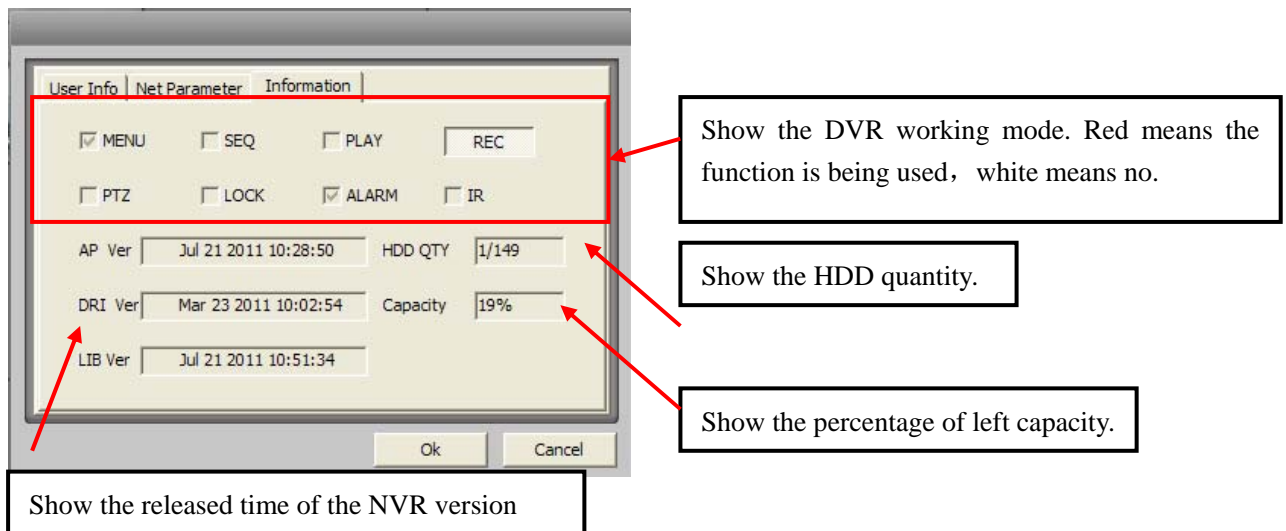 User Info Net Parameter Information
MENU SEQ PLAY REC
PTZ LOCK ALARM IR
AP Ver Jul 21 2011 10:28:50 HDD QTY 1/149
DRI Ver Mar 23 2011 10:02:54 Capacity 19%
LIB Ver Jul 21 2011 10:51:34
Ok Cancel
Show the DVR working mode. Red means the
function is being used，white means no.
Show the HDD quantity.
Show the percentage of left capacity.
Show the released time of the NVR version